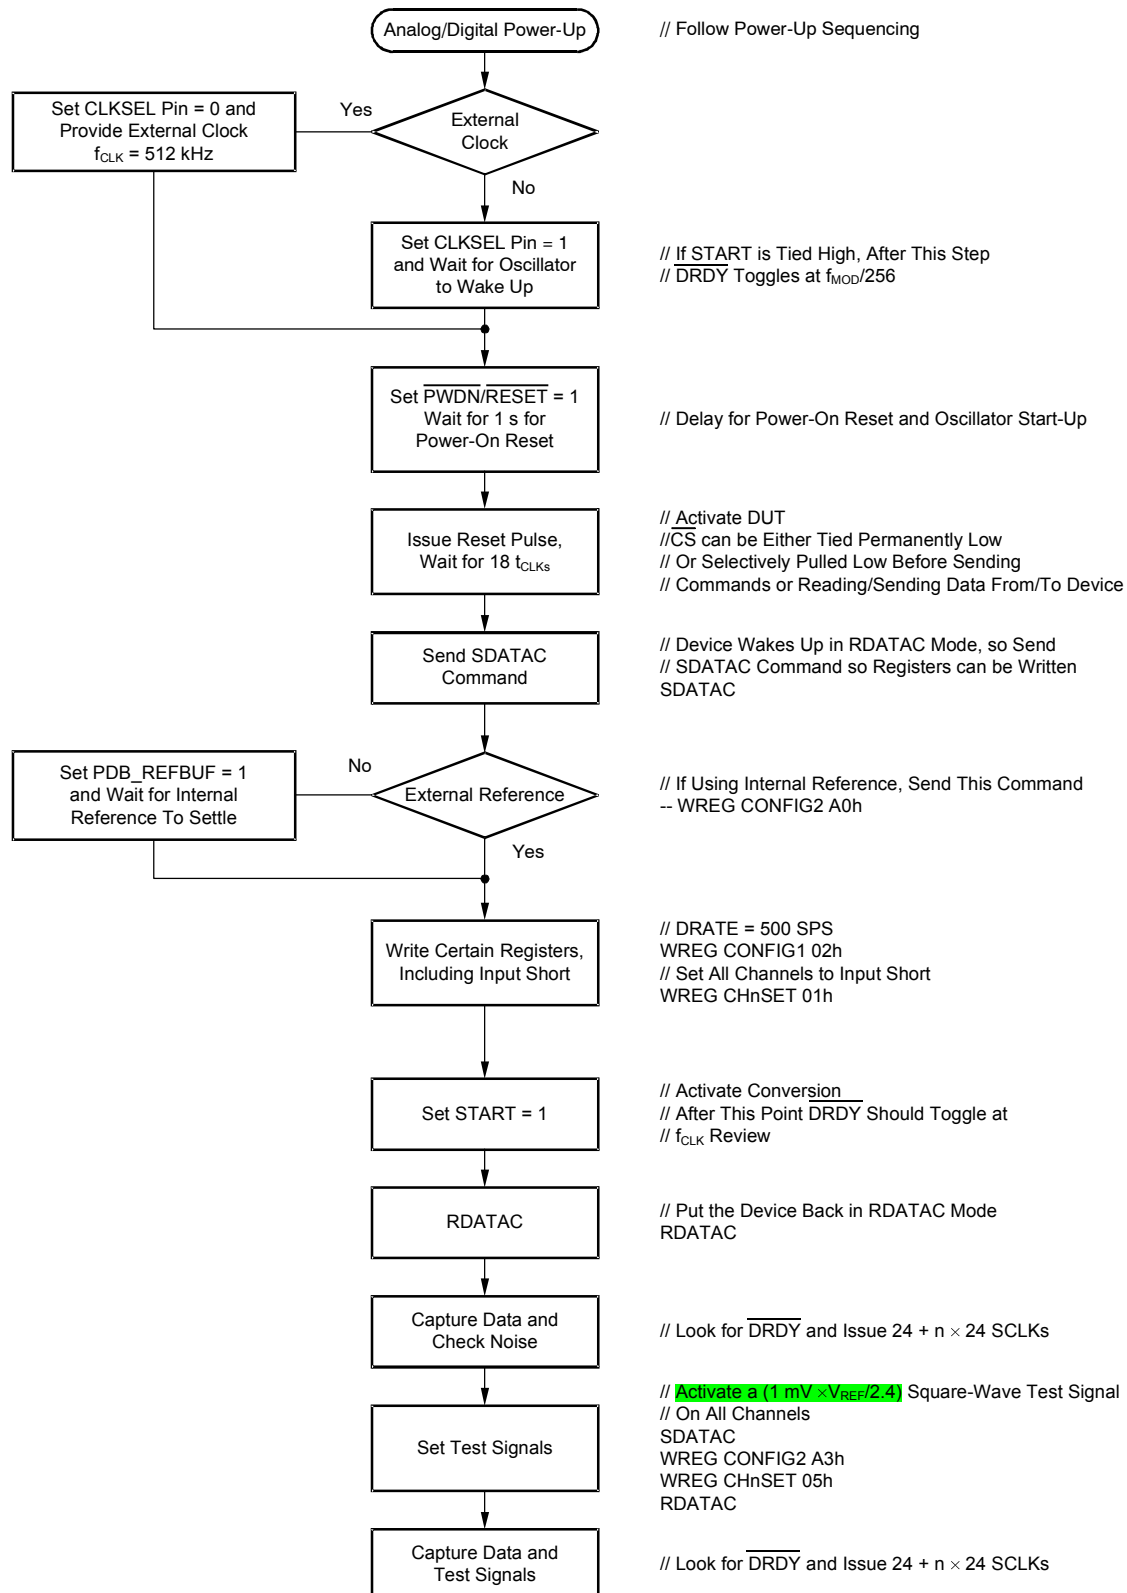 Analog/Digital Power-Up
// Follow Power-Up Sequencing
Set CLKSEL Pin = 0 and
Provide External Clock
fCLK = 512 kHz
Yes
External
Clock
No
Set CLKSEL Pin = 1
and Wait for Oscillator
to Wake Up
// If START is Tied High, After This Step
// DRDY Toggles at fMOD/256
Set PWDN/RESET = 1
Wait for 1 s for
Power-On Reset
// Delay for Power-On Reset and Oscillator Start-Up
Issue Reset Pulse,
Wait for 18 tCLKs
// Activate DUT
//CS can be Either Tied Permanently Low
// Or Selectively Pulled Low Before Sending
// Commands or Reading/Sending Data From/To Device
Send SDATAC
Command
// Device Wakes Up in RDATAC Mode, so Send
// SDATAC Command so Registers can be Written
SDATAC
Set PDB_REFBUF = 1
and Wait for Internal
Reference To Settle
No
External Reference
Yes
// If Using Internal Reference, Send This Command
-- WREG CONFIG2 A0h
Write Certain Registers,
Including Input Short
// DRATE = 500 SPS
WREG CONFIG1 02h
// Set All Channels to Input Short
WREG CHnSET 01h
Set START = 1
// Activate Conversion
// After This Point DRDY Should Toggle at
// fCLK Review
RDATAC
// Put the Device Back in RDATAC Mode
RDATAC
Capture Data and
Check Noise
// Look for DRDY and Issue 24 + n × 24 SCLKs
Set Test Signals
// Activate a (1 mV ×VREF/2.4) Square-Wave Test Signal
// On All Channels
SDATAC
WREG CONFIG2 A3h
WREG CHnSET 05h
RDATAC
Capture Data and
Test Signals
// Look for DRDY and Issue 24 + n × 24 SCLKs